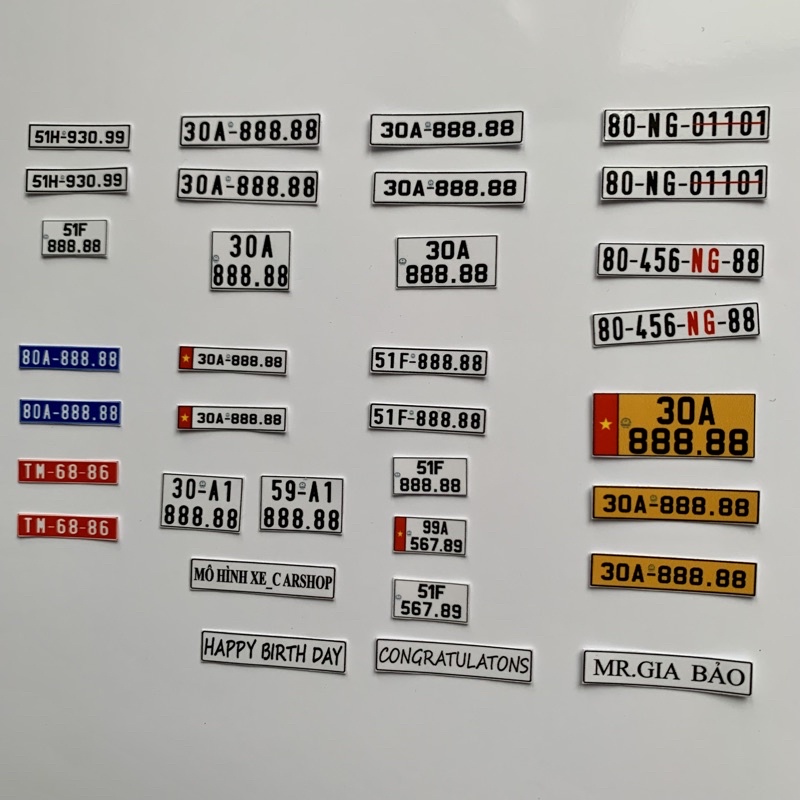 51H-930.99
30A-888.88
30A-888.88
80-NG-01101
51H-930.99
30A-888.88
30A-888.88
80-NG-01101
51F
888.88
30A
888.88
30A
888.88
80-456-NG-88
80-456-NG-88
80A-888.88
30A-888.88
51F-888.88
80A-888.88
30A-888.88
51F-888.88
30A
888.88
TM-68-86
51F
888.88
30-A1
888.88
59-A1
888.88
30A-888.88
TM-68-86
99A
567.89
MÔ HÌNH XE_C ARSHOP
51F
567.89
30A-888.88
HAPPY BIRTH DAY
CONGRATULATONS
MR.GIA BẢO